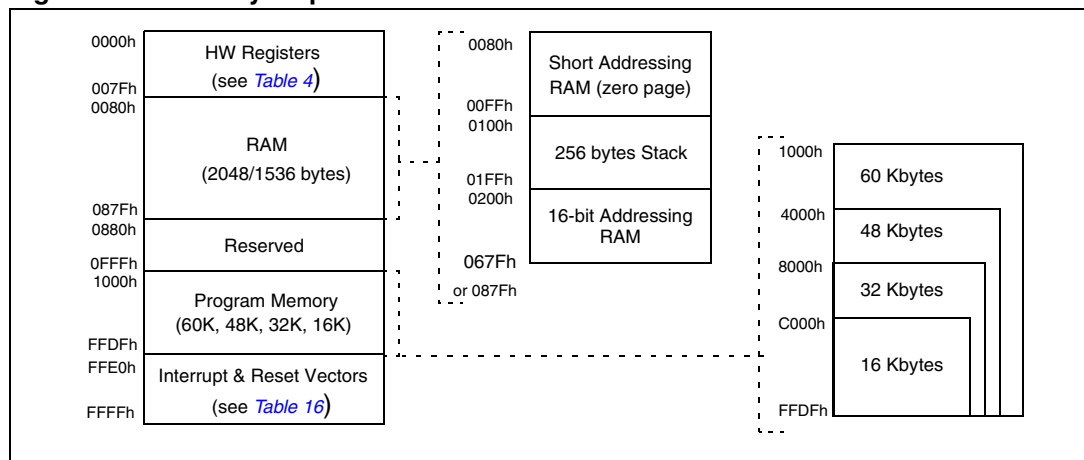 0000h
HW Registers
(see Table 4)
007Fh
0080h
RAM
(2048/1536 bytes)
087Fh
0880h
Reserved
0FFFh
1000h
Program Memory
(60K, 48K, 32K, 16K)
FFDFh
FFE0h
Interrupt & Reset Vectors
(see Table 16)
FFFFh
0080h
Short Addressing
RAM (zero page)
00FFh
0100h
256 bytes Stack
01FFh
0200h
16-bit Addressing
RAM
067Fh
or 087Fh
1000h
60 Kbytes
4000h
48 Kbytes
8000h
32 Kbytes
C000h
16 Kbytes
FFDFh